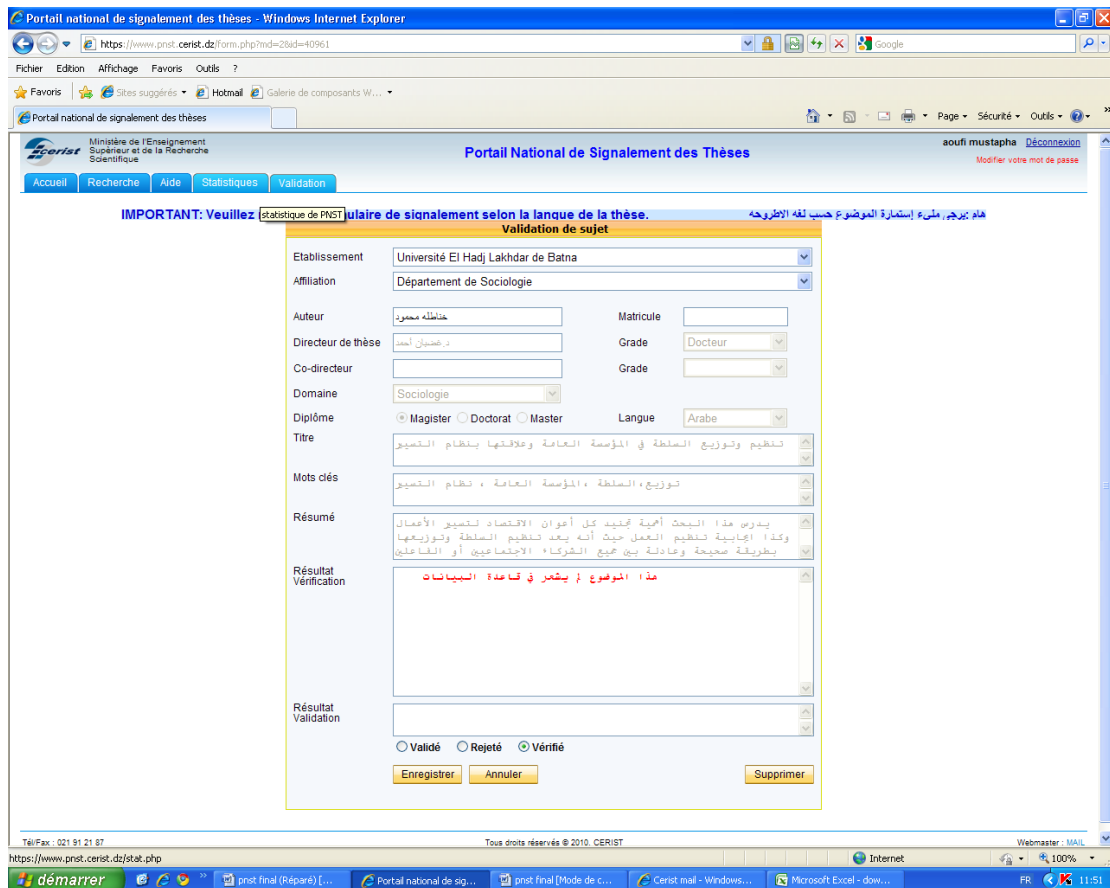 Portail national de signalement des thèses - Windows Internet Explorer
https://www.pnst.cerist.dz/form.php?md=2&id=40961
Google
Fichier Edition Affichage Favoris Outils ?
Favoris Sites suggérés Hotmail Galerie de composants W...
Portail national de signalement des thèses
Page Sécurité Outils
cerist
Ministère de l'Enseignement
Supérieur et de la Recherche
Scientifique
Portail National de Signalement des Thèses
aoufi mustapha Déconnexion
Modifier votre mot de passe
Accueil Recherche Aide Statistiques Validation
IMPORTANT: Veuillez ulaire de signalement selon la langue de la thèse.
statistique de PNST
هام :يرجى ملىء إستمارة الموضوع حسب لغه الاطروحه
Validation de sujet
Etablissement Université El Hadj Lakhdar de Batna
Affiliation Département de Sociologie
Auteur خناطله محمود Matricule
Directeur de thèse د.غضبان أحمد Grade Docteur
Co-directeur Grade
Domaine Sociologie
Diplôme Magister Doctorat Master Langue Arabe
Titre تنظيم وتوزيع السلطة في المؤسسة العامة وعلاقتها بنظام التسير
Mots clés توزيع،السلطة ،المؤسسة العامة ، نظام التسير
Résumé يدرس هذا البحث أهمية تجنيد كل أعوان الاقتصاد لتسير الأعمال
وكذا اجابية تنظيم العمل حيث أنه يعد تنظيم السلطة وتوزيعها
بطريقة صحيحة وعادلة بين جميع الشركاء الاجتماعيين أو الفاعلين
Résultat
Vérification
هذا الموضوع لم يشعر في قاعدة البيانات
Résultat
Validation
Validé Rejeté Vérifié
Enregistrer Annuler Supprimer
Tél/Fax : 021 91 21 87 Tous droits réservés © 2010. CERIST Webmaster : MAIL
https://www.pnst.cerist.dz/stat.php Internet 100%
démarrer pnst final (Réparé) [... Portail national de sig... pnst final [Mode de c... Cerist mail - Windows... Microsoft Excel - dow... FR 11:51